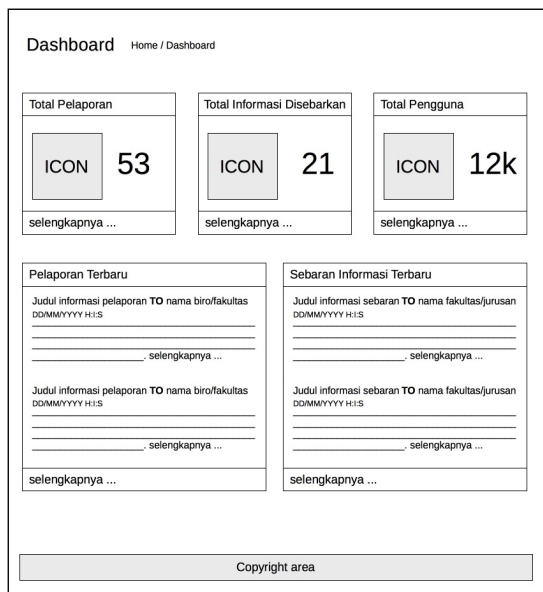 Dashboard Home / Dashboard
Total Pelaporan
ICON 53
selengkapnya ...
Total Informasi Disebarkan
ICON 21
selengkapnya ...
Total Pengguna
ICON 12k
selengkapnya ...
Pelaporan Terbaru
Judul informasi pelaporan TO nama biro/fakultas
DD/MM/YYYY H:I:S
. selengkapnya ...
Judul informasi pelaporan TO nama biro/fakultas
DD/MM/YYYY H:I:S
. selengkapnya ...
selengkapnya ...
Sebaran Informasi Terbaru
Judul informasi sebaran TO nama fakultas/jurusan
DD/MM/YYYY H:I:S
. selengkapnya ...
Judul informasi sebaran TO nama fakultas/jurusan
DD/MM/YYYY H:I:S
. selengkapnya ...
selengkapnya ...
Copyright area